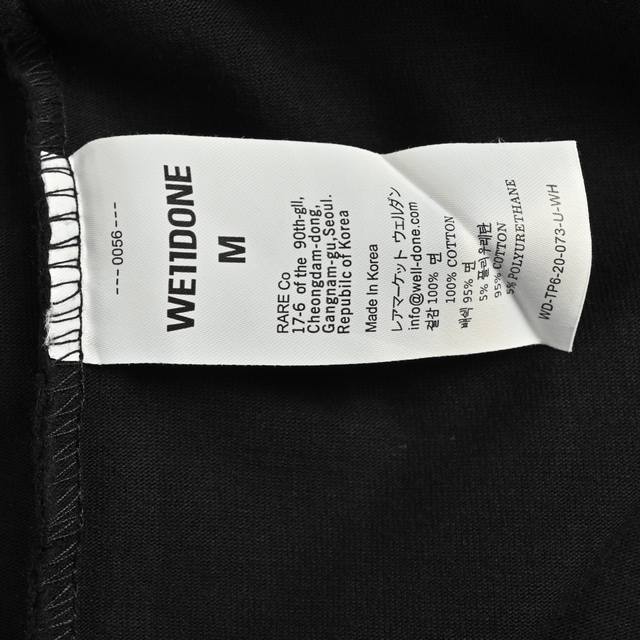 --- 0056 ---
WE11DONE
M
RARE Co
17-6 of the 90th-gil,
Cheongdam-dong,
Gangnam-gu, Seoul.
Republic of Korea
Made In Korea
レアマーケット ウェルダン
info@well-done.com
겉감 100% 면
100% COTTON
배색 95% 면
5% 폴리우레탄
95% COTTON
5% POLYURETHANE
WD-TP6-20-073-U-WH